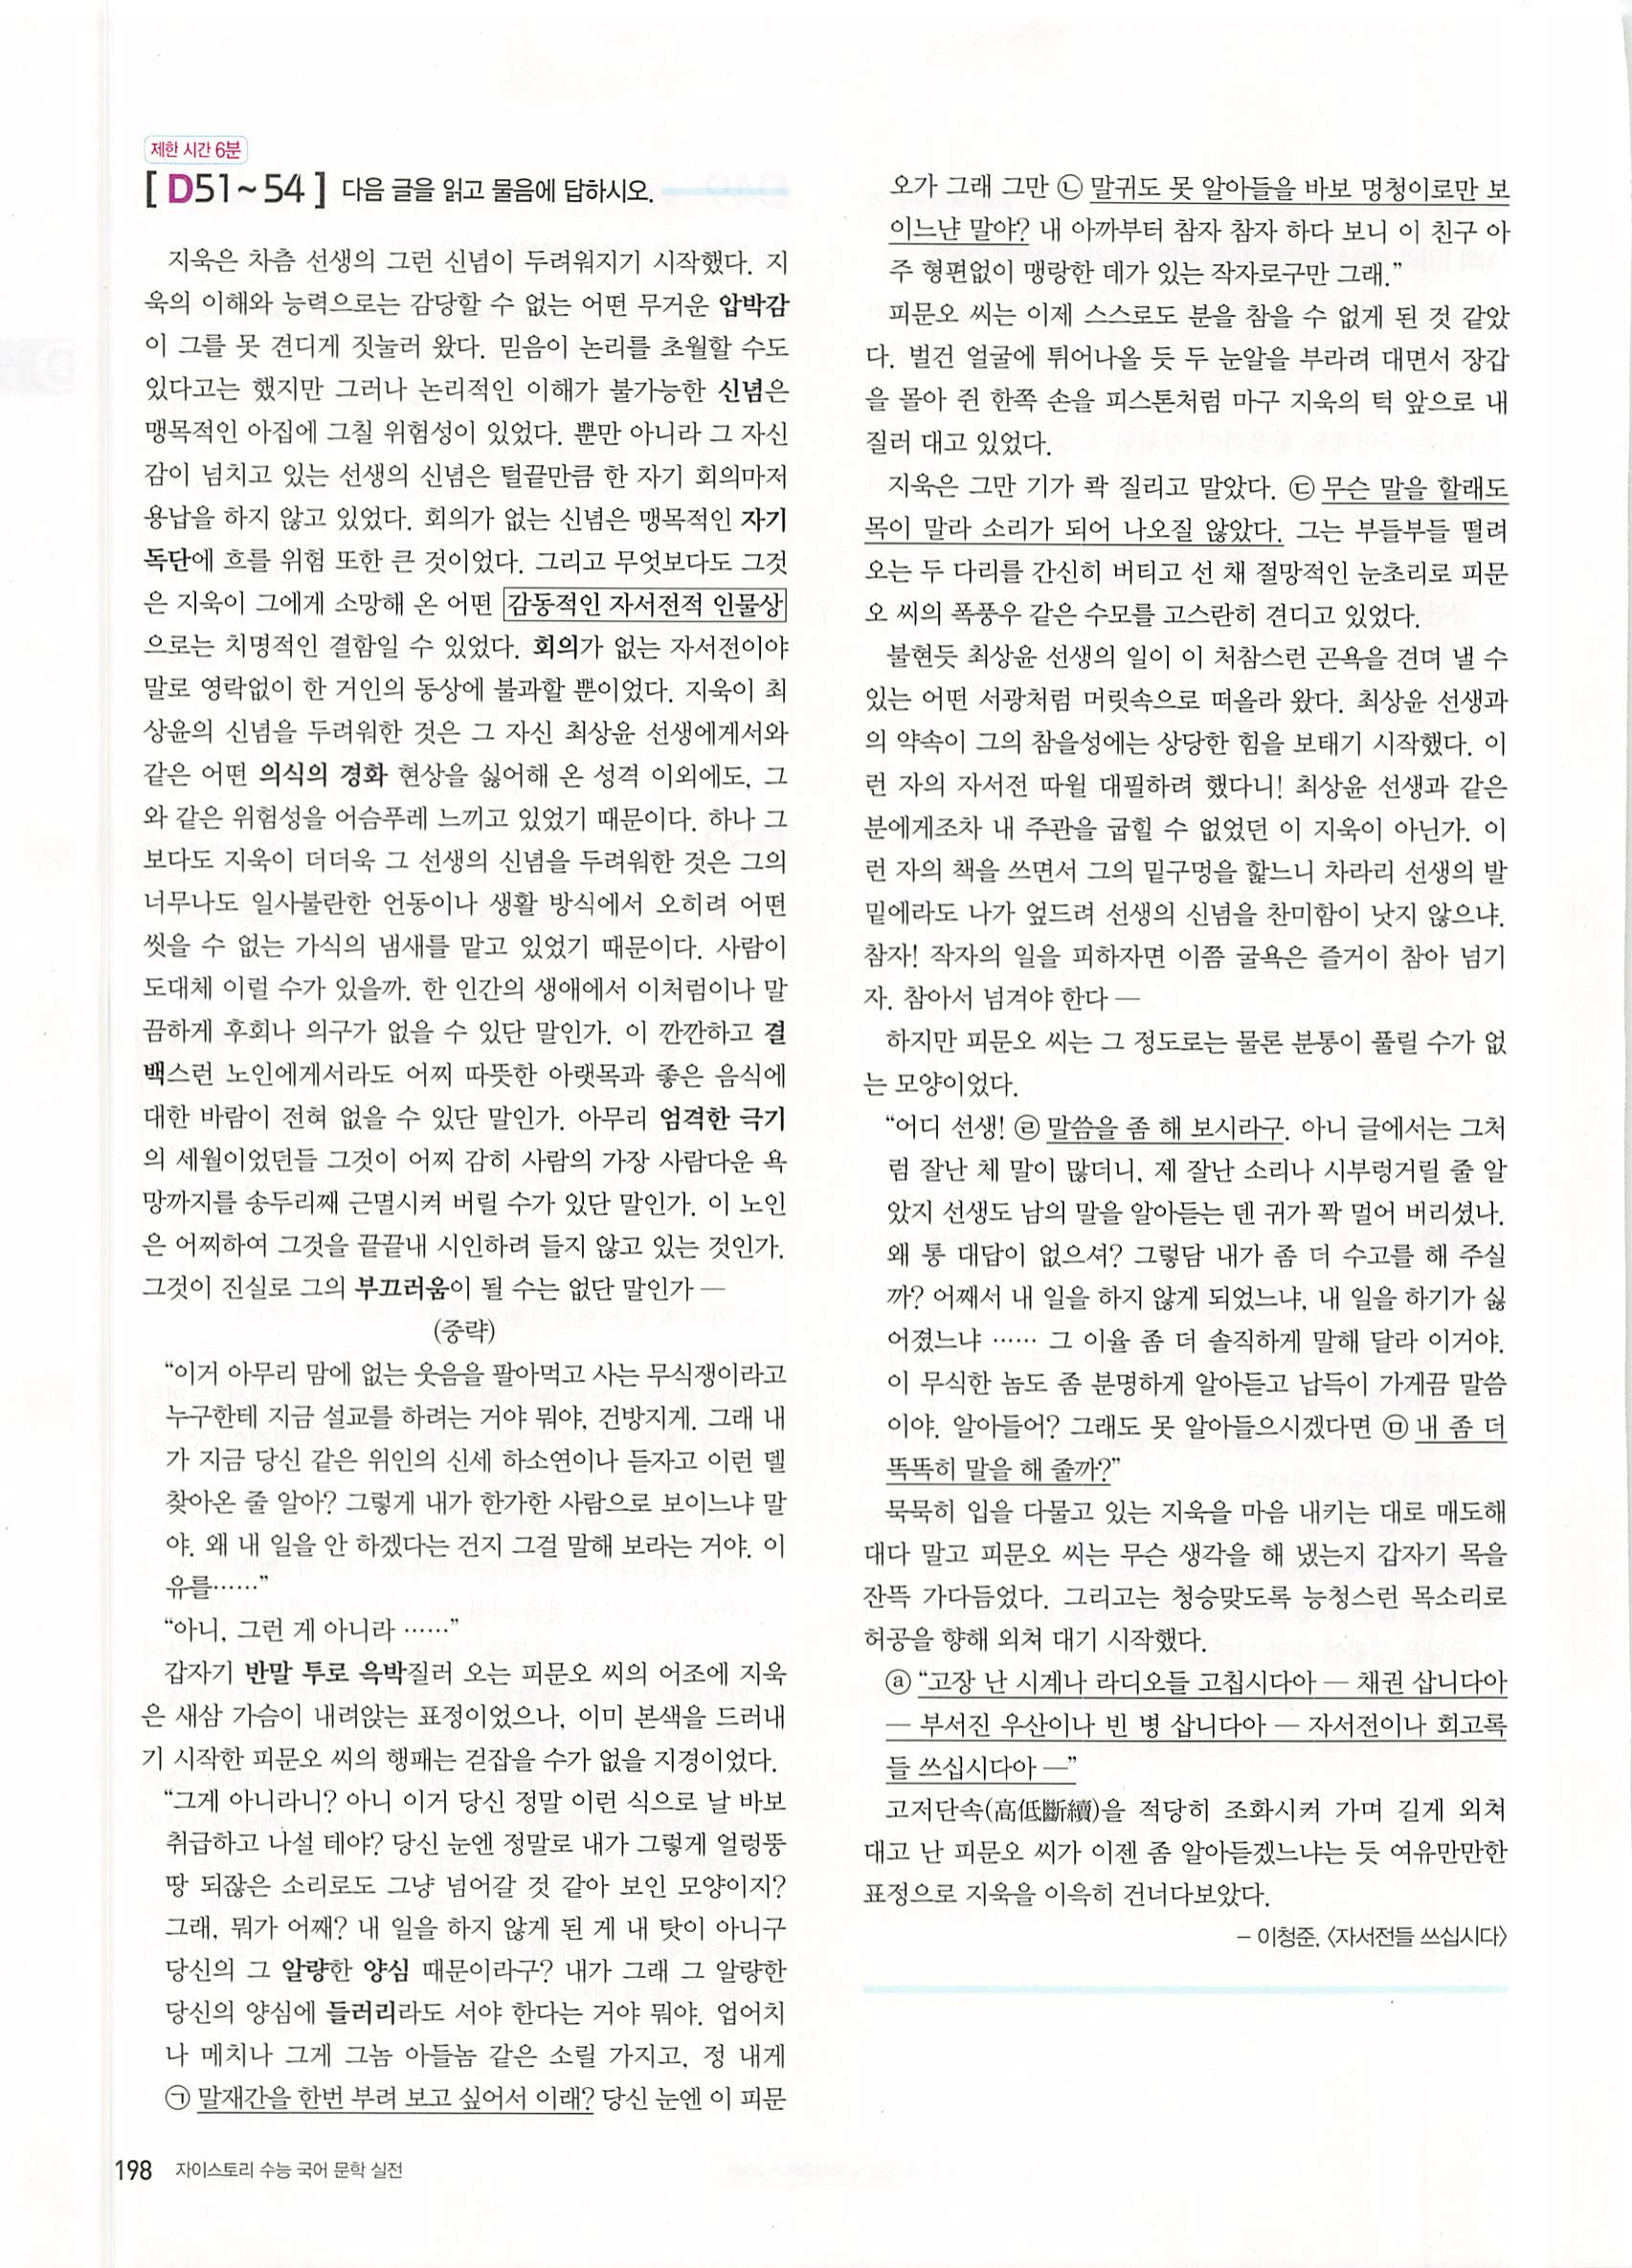 제한 시간 6분
[ D51~54 ] 다음 글을 읽고 물음에 답하시오.
지욱은 차츰 선생의 그런 신념이 두려워지기 시작했다. 지
욱의 이해와 능력으로는 감당할 수 없는 어떤 무거운 압박감
이 그를 못 견디게 짓눌러 왔다. 믿음이 논리를 초월할 수도
있다고는 했지만 그러나 논리적인 이해가 불가능한 신념은
맹목적인 아집에 그칠 위험성이 있었다. 뿐만 아니라 그 자신
감이 넘치고 있는 선생의 신념은 털끝만큼 한 자기 회의마저
용납을 하지 않고 있었다. 회의가 없는 신념은 맹목적인 자기
독단에 흐를 위험 또한 큰 것이었다. 그리고 무엇보다도 그것
은 지욱이 그에게 소망해 온 어떤 감동적인 자서전적 인물상
으로는 치명적인 결함일 수 있었다. 회의가 없는 자서전이야
말로 영락없이 한 거인의 동상에 불과할 뿐이었다. 지욱이 최
상윤의 신념을 두려워한 것은 그 자신 최상윤 선생에게서와
같은 어떤 의식의 경화 현상을 싫어해 온 성격 이외에도, 그
와 같은 위험성을 어슴푸레 느끼고 있었기 때문이다. 하나 그
보다도 지욱이 더더욱 그 선생의 신념을 두려워한 것은 그의
너무나도 일사불란한 언동이나 생활 방식에서 오히려 어떤
씻을 수 없는 가식의 냄새를 맡고 있었기 때문이다. 사람이
도대체 이럴 수가 있을까. 한 인간의 생애에서 이처럼이나 말
끔하게 후회나 의구가 없을 수 있단 말인가. 이 깐깐하고 결
백스런 노인에게서라도 어찌 따뜻한 아랫목과 좋은 음식에
대한 바람이 전혀 없을 수 있단 말인가. 아무리 엄격한 극기
의 세월이었던들 그것이 어찌 감히 사람의 가장 사람다운 욕
망까지를 송두리째 근멸시켜 버릴 수가 있단 말인가. 이 노인
은 어찌하여 그것을 끝끝내 시인하려 들지 않고 있는 것인가.
그것이 진실로 그의 부끄러움이 될 수는 없단 말인가 —
(중략)
“이거 아무리 맘에 없는 웃음을 팔아먹고 사는 무식쟁이라고
누구한테 지금 설교를 하려는 거야 뭐야, 건방지게. 그래 내
가 지금 당신 같은 위인의 신세 하소연이나 듣자고 이런 델
찾아온 줄 알아? 그렇게 내가 한가한 사람으로 보이느냐 말
야. 왜 내 일을 안 하겠다는 건지 그걸 말해 보라는 거야. 이
유를……”
“아니, 그런 게 아니라 ……”
갑자기 반말 투로 윽박질러 오는 피문오 씨의 어조에 지욱
은 새삼 가슴이 내려앉는 표정이었으나, 이미 본색을 드러내
기 시작한 피문오 씨의 행패는 걷잡을 수가 없을 지경이었다.
“그게 아니라니? 아니 이거 당신 정말 이런 식으로 날 바보
취급하고 나설 테야? 당신 눈엔 정말로 내가 그렇게 얼렁뚱
땅 되잖은 소리로도 그냥 넘어갈 것 같아 보인 모양이지?
그래, 뭐가 어째? 내 일을 하지 않게 된 게 내 탓이 아니구
당신의 그 알량한 양심 때문이라구? 내가 그래 그 알량한
당신의 양심에 들러리라도 서야 한다는 거야 뭐야. 업어치
나 메치나 그게 그놈 아들놈 같은 소릴 가지고, 정 내게
㉠ 말재간을 한번 부려 보고 싶어서 이래? 당신 눈엔 이 피문
오가 그래 그만 ㉡ 말귀도 못 알아들을 바보 멍청이로만 보
이느냔 말야? 내 아까부터 참자 참자 하다 보니 이 친구 아
주 형편없이 맹랑한 데가 있는 작자로구만 그래.”
피문오 씨는 이제 스스로도 분을 참을 수 없게 된 것 같았
다. 벌건 얼굴에 튀어나올 듯 두 눈알을 부라려 대면서 장갑
을 몰아 쥔 한쪽 손을 피스톤처럼 마구 지욱의 턱 앞으로 내
질러 대고 있었다.
지욱은 그만 기가 콱 질리고 말았다. ㉢ 무슨 말을 할래도
목이 말라 소리가 되어 나오질 않았다. 그는 부들부들 떨려
오는 두 다리를 간신히 버티고 선 채 절망적인 눈초리로 피문
오 씨의 폭풍우 같은 수모를 고스란히 견디고 있었다.
불현듯 최상윤 선생의 일이 이 처참스런 곤욕을 견뎌 낼 수
있는 어떤 서광처럼 머릿속으로 떠올라 왔다. 최상윤 선생과
의 약속이 그의 참을성에는 상당한 힘을 보태기 시작했다. 이
런 자의 자서전 따윌 대필하려 했다니! 최상윤 선생과 같은
분에게조차 내 주관을 굽힐 수 없었던 이 지욱이 아닌가. 이
런 자의 책을 쓰면서 그의 밑구멍을 핥느니 차라리 선생의 발
밑에라도 나가 엎드려 선생의 신념을 찬미함이 낫지 않으냐.
참자! 작자의 일을 피하자면 이쯤 굴욕은 즐거이 참아 넘기
자. 참아서 넘겨야 한다 —
하지만 피문오 씨는 그 정도로는 물론 분통이 풀릴 수가 없
는 모양이었다.
“어디 선생! ㉣ 말씀을 좀 해 보시라구. 아니 글에서는 그처
럼 잘난 체 말이 많더니, 제 잘난 소리나 시부렁거릴 줄 알
았지 선생도 남의 말을 알아듣는 덴 귀가 꽉 멀어 버리셨나.
왜 통 대답이 없으셔? 그렇담 내가 좀 더 수고를 해 주실
까? 어째서 내 일을 하지 않게 되었느냐, 내 일을 하기가 싫
어졌느냐 …… 그 이율 좀 더 솔직하게 말해 달라 이거야.
이 무식한 놈도 좀 분명하게 알아듣고 납득이 가게끔 말씀
이야. 알아들어? 그래도 못 알아들으시겠다면 ㉤ 내 좀 더
똑똑히 말을 해 줄까?”
묵묵히 입을 다물고 있는 지욱을 마음 내키는 대로 매도해
대다 말고 피문오 씨는 무슨 생각을 해 냈는지 갑자기 목을
잔뜩 가다듬었다. 그리고는 청승맞도록 능청스런 목소리로
허공을 향해 외쳐 대기 시작했다.
ⓐ “고장 난 시계나 라디오들 고칩시다아 — 채권 삽니다아
— 부서진 우산이나 빈 병 삽니다아 — 자서전이나 회고록
들 쓰십시다아 —”
고저단속(高低斷續)을 적당히 조화시켜 가며 길게 외쳐
대고 난 피문오 씨가 이젠 좀 알아듣겠느냐는 듯 여유만만한
표정으로 지욱을 이윽히 건너다보았다.
– 이청준, 〈자서전들 쓰십시다〉
198 자이스토리 수능 국어 문학 실전